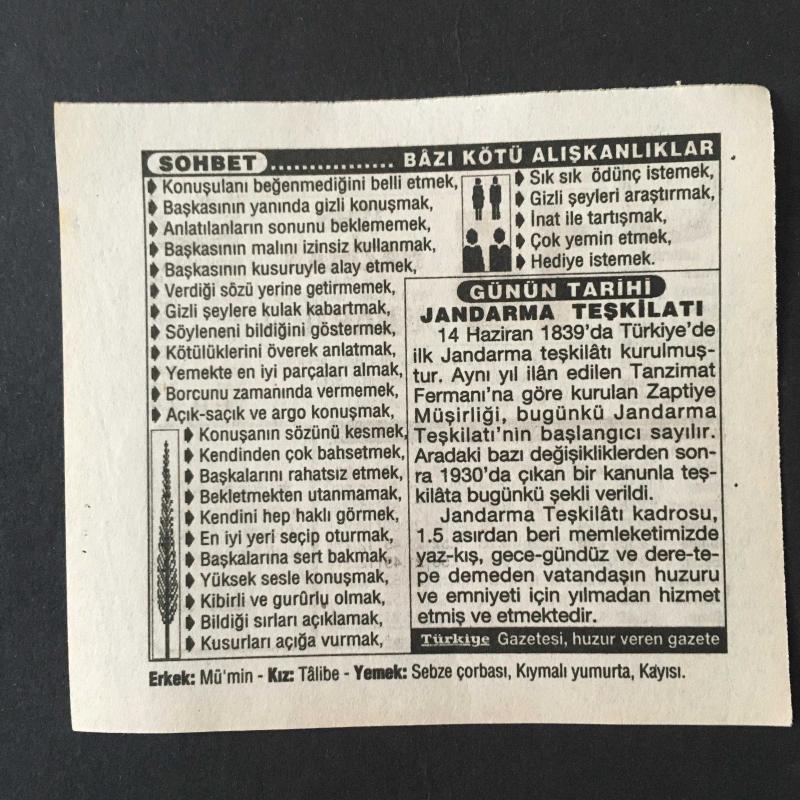 SOHBET ................ BÂZI KÖTÜ ALIŞKANLIKLAR
Konuşulanı beğenmediğini belli etmek,
Başkasının yanında gizli konuşmak,
Anlatılanların sonunu beklememek,
Başkasının malını izinsiz kullanmak,
Başkasının kusuruyla alay etmek,
Verdiği sözü yerine getirmemek,
Gizli şeylere kulak kabartmak,
Söyleneni bildiğini göstermek,
Kötülüklerini överek anlatmak,
Yemekte en iyi parçaları almak,
Borcunu zamanında vermemek,
Açık-saçık ve argo konuşmak,
Konuşanın sözünü kesmek,
Kendinden çok bahsetmek,
Başkalarını rahatsız etmek,
Bekletmekten utanmamak,
Kendini hep haklı görmek,
En iyi yeri seçip oturmak,
Başkalarına sert bakmak,
Yüksek sesle konuşmak,
Kibirli ve gurûrlu olmak,
Bildiği sırları açıklamak,
Kusurları açığa vurmak,
Sık sık ödünç istemek,
Gizli şeyleri araştırmak,
İnat ile tartışmak,
Çok yemin etmek,
Hediye istemek.
GÜNÜN TARİHİ
JANDARMA TEŞKİLATI
14 Haziran 1839'da Türkiye'de
ilk Jandarma teşkilâtı kurulmuş-
tur. Aynı yıl ilân edilen Tanzimat
Fermanı'na göre kurulan Zaptiye
Müşirliği, bugünkü Jandarma
Teşkilatı'nin başlangıcı sayılır.
Aradaki bazı değişikliklerden son-
ra 1930'da çıkan bir kanunla teş-
kilâta bugünkü şekli verildi.
Jandarma Teşkilâtı kadrosu,
1.5 asırdan beri memleketimizde
yaz-kış, gece-gündüz ve dere-te-
pe demeden vatandaşın huzuru
ve emniyeti için yılmadan hizmet
etmiş ve etmektedir.
Türkiye Gazetesi, huzur veren gazete
Erkek: Mü'min - Kız: Tâlibe - Yemek: Sebze çorbası, Kıymalı yumurta, Kayısı.